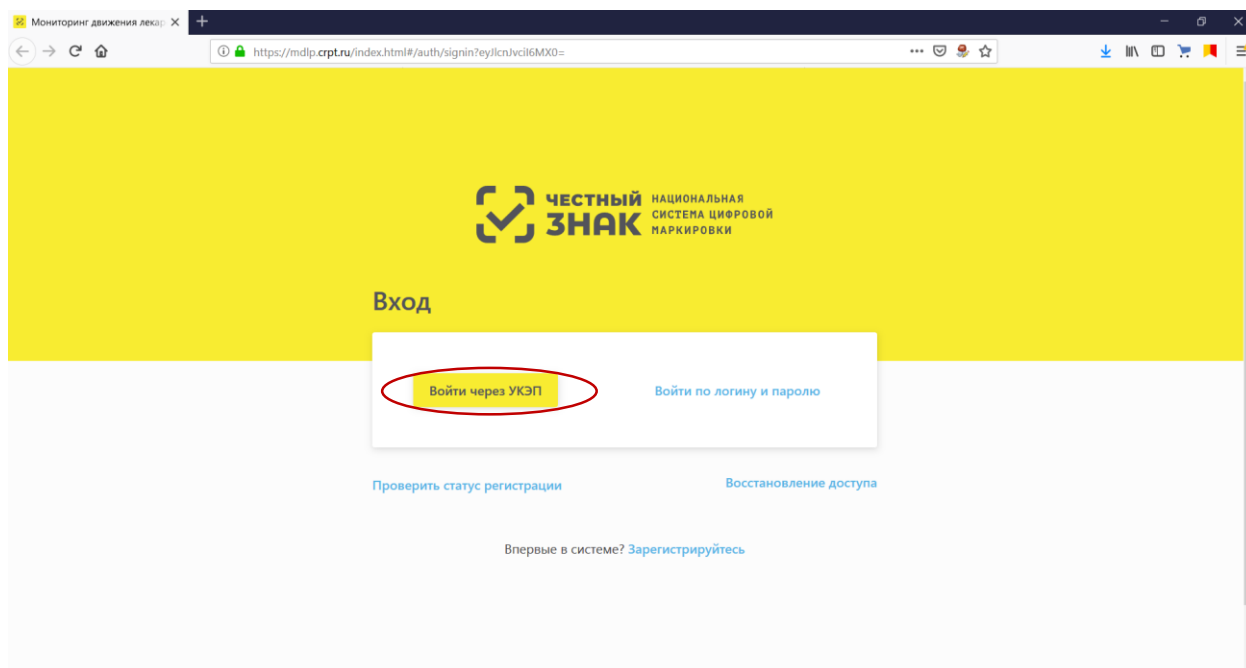 Мониторинг движения лекар
https://mdlp.crpt.ru/index.html#/auth/signin?eyJlcnJvciI6MX0=
ЧЕСТНЫЙ
ЗНАК
НАЦИОНАЛЬНАЯ
СИСТЕМА ЦИФРОВОЙ
МАРКИРОВКИ
Вход
Войти через УКЭП
Войти по логину и паролю
Проверить статус регистрации
Восстановление доступа
Впервые в системе? Зарегистрируйтесь